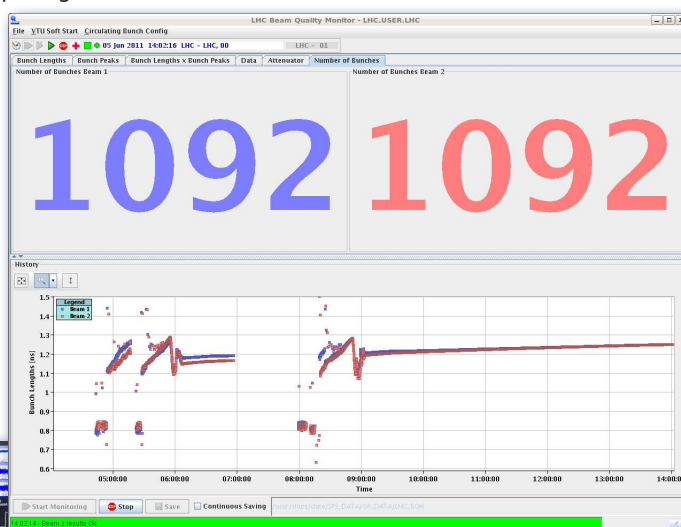 LHC Beam Quality Monitor - LHC.USER.LHC
File VTU Soft Start Circulating Bunch Config
05 Jun 2011 14:02:16 LHC - LHC, 00 LHC - 01
Bunch Lengths Bunch Peaks Bunch Lengths x Bunch Peaks Data Attenuator Number of Bunches
Number of Bunches Beam 1 Number of Bunches Beam 2
1092 1092
History
Legend
Beam 1
Beam 2
1.5
1.4
1.3
1.2
1.1
1
0.9
0.8
0.7
0.6
Bunch Lengths [ns]
05:00:00 06:00:00 07:00:00 08:00:00 09:00:00 10:00:00 11:00:00 12:00:00 13:00:00 14:00:0
Time
Start Monitoring Stop Save Continuous Saving
14:02:14 - Beam 2 results OK